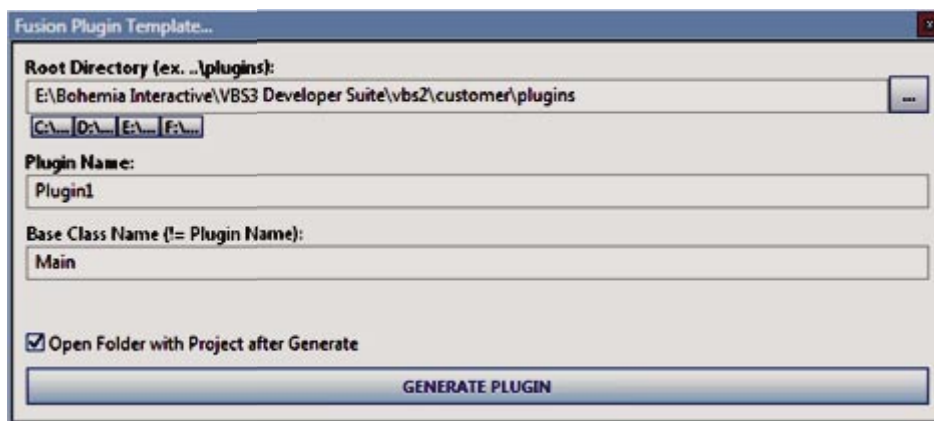 Fusion Plugin Template...
x
Root Directory (ex. ..\plugins):
E:\Bohemia Interactive\VBS3 Developer Suite\vbs2\customer\plugins
...
C:\... D:\... E:\... F:\...
Plugin Name:
Plugin1
Base Class Name (!= Plugin Name):
Main
Open Folder with Project after Generate
GENERATE PLUGIN